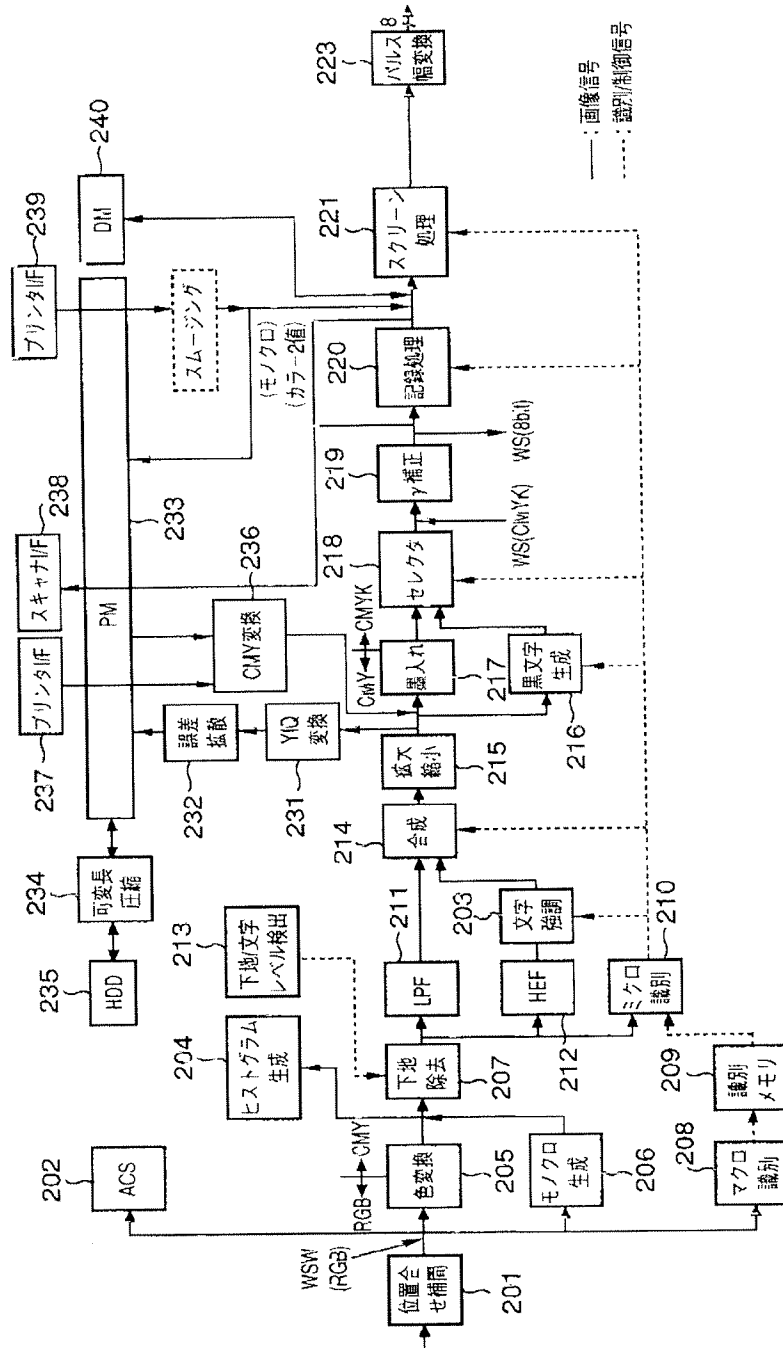 237
プリンタI/F
238
スキャナI/F
239
プリンタI/F
240
DM
PM
233
234
可変長
圧縮
235
HDD
スムージング
(モノクロ)
(カラー2値)
232
誤差
拡散
236
CMY変換
231
YIQ
変換
202
ACS
204
ヒストグラム
生成
213
下地/文字
レベル検出
WSW
(RGB)
RGB
CMY
201
位置合
せ補間
205
色変換
207
下地
除去
211
LPF
214
合成
215
拡大
縮小
CMY
CMYK
217
墨入れ
218
セレクタ
WS(CMYK)
219
γ補正
WS(8bit)
220
記録処理
221
スクリーン
処理
223
パルス
幅変換
8
206
モノクロ
生成
212
HEF
203
文字
強調
216
黒文字
生成
208
マクロ
識別
209
識別
メモリ
210
ミクロ
識別
:画像信号
:識別/制御信号